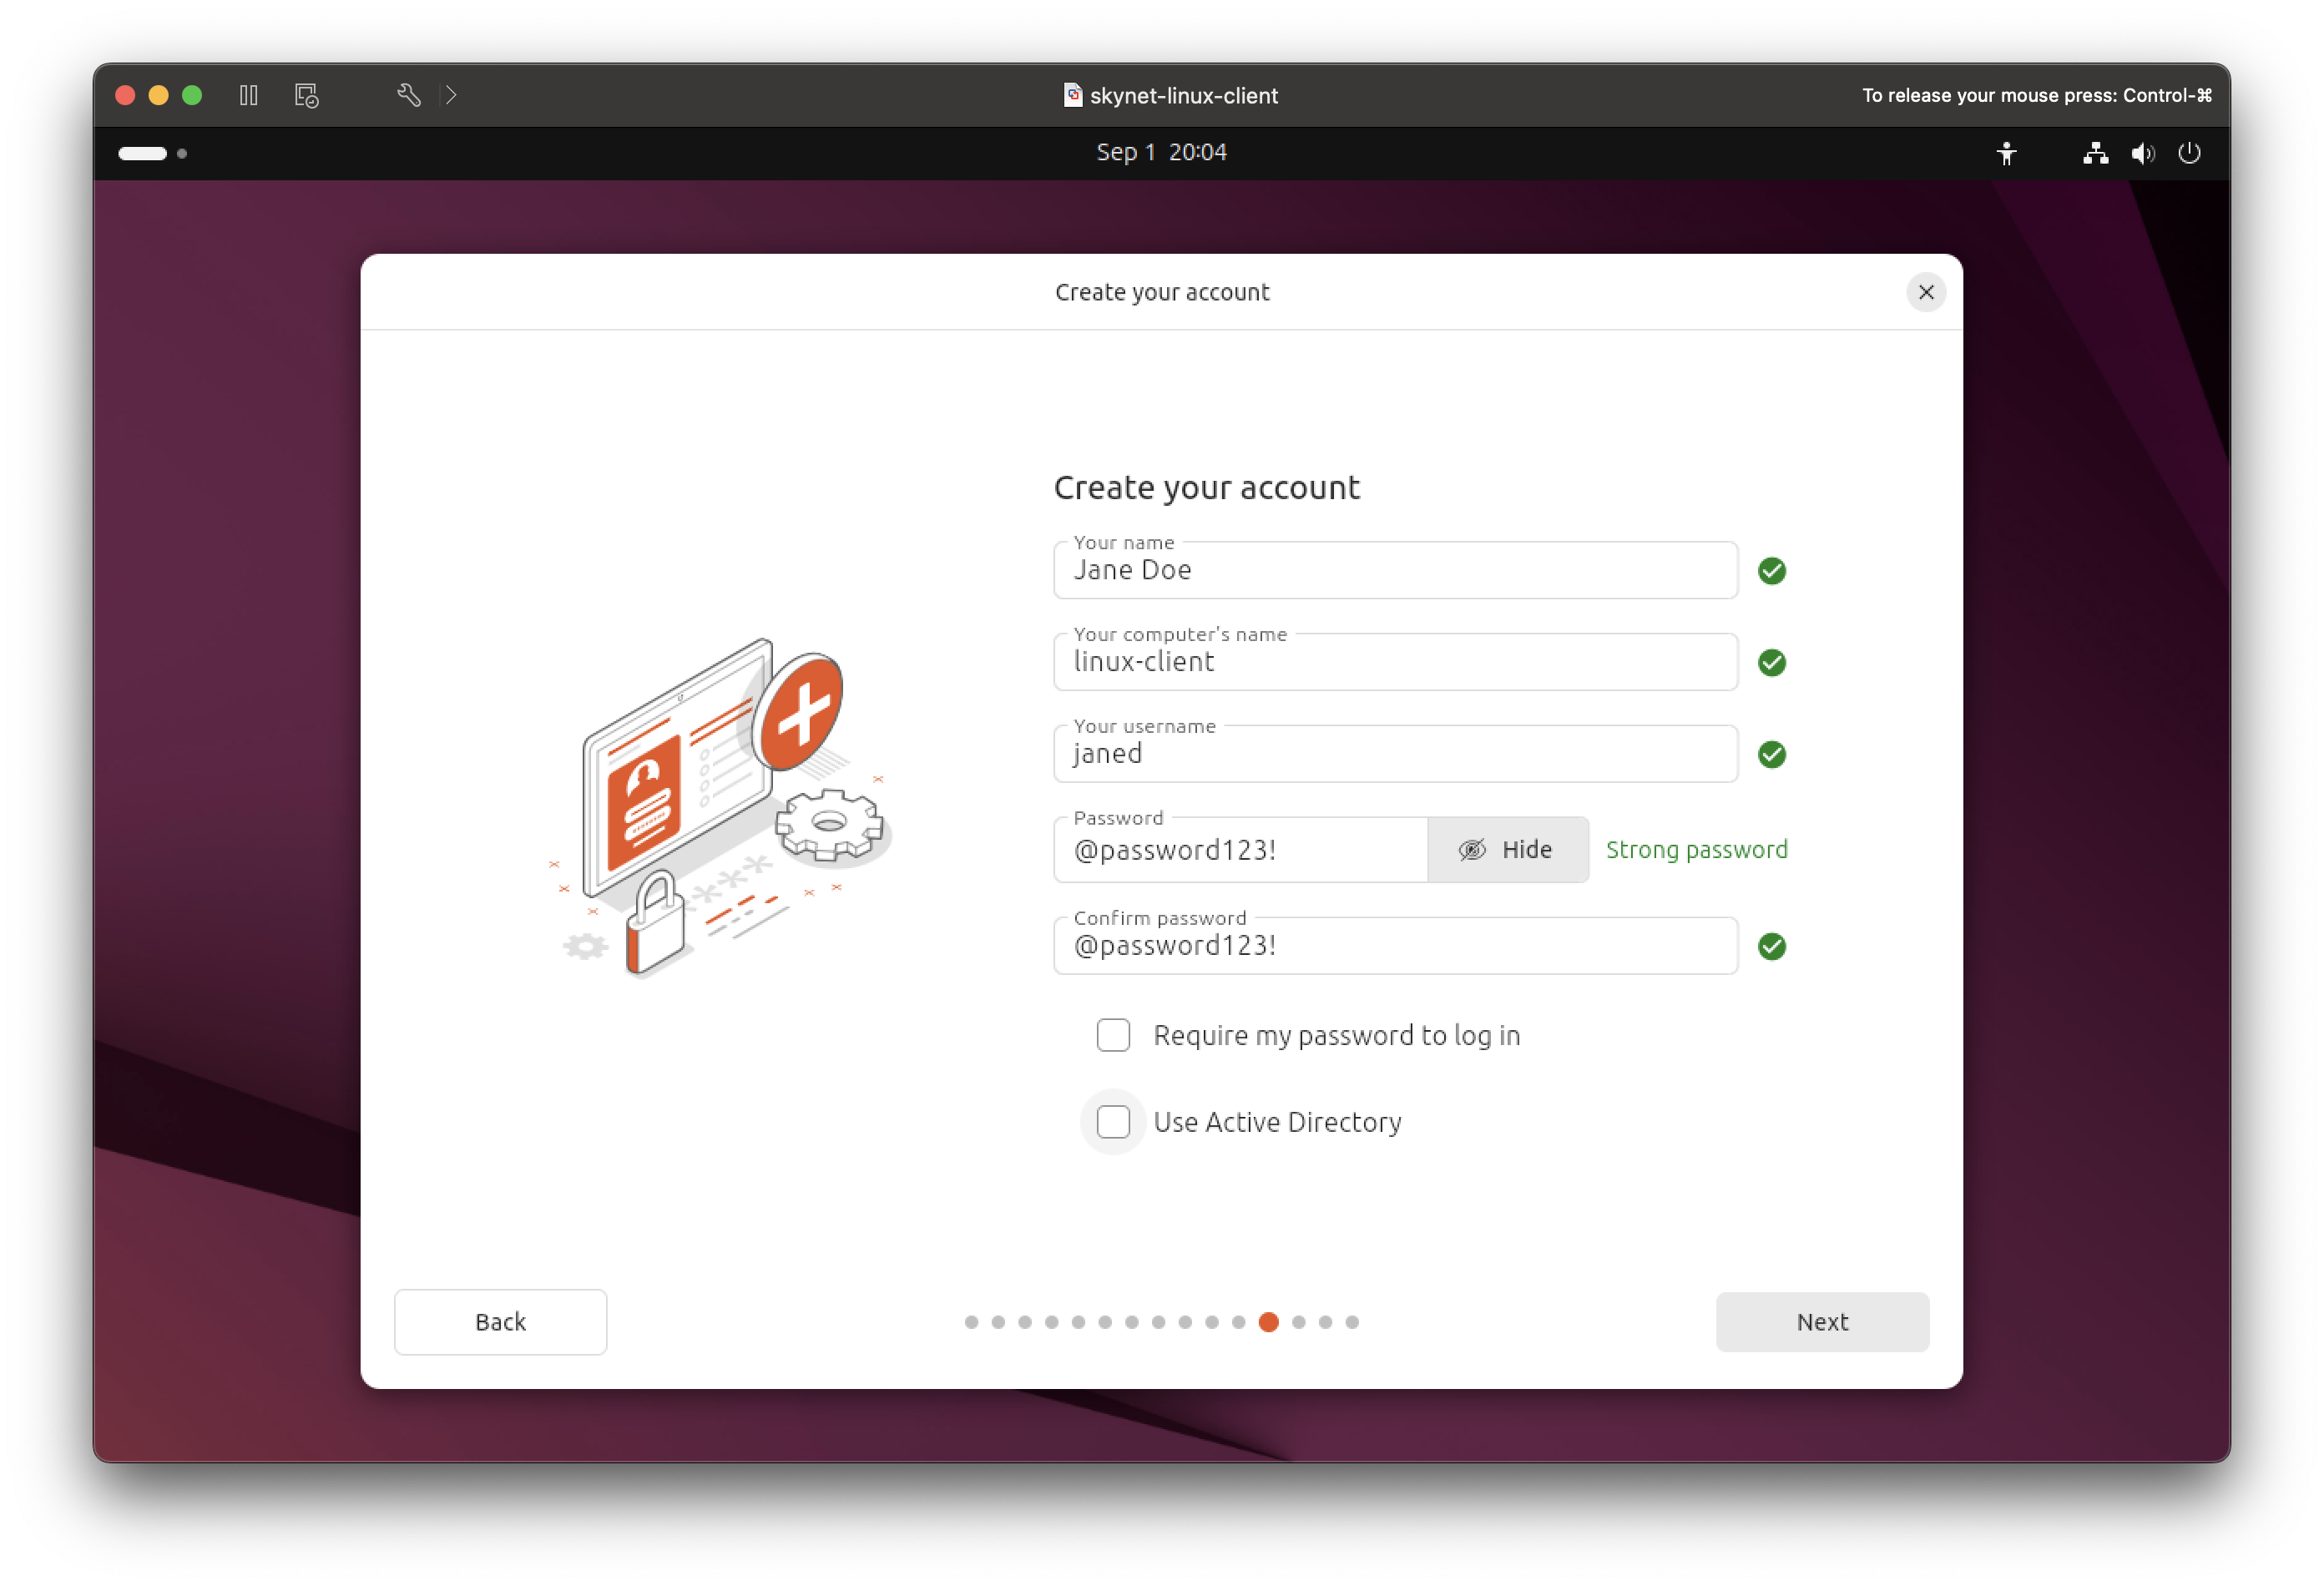 skynet-linux-client
To release your mouse press: Control-⌘
Sep 1 20:04
Create your account
Create your account
Your name
Jane Doe
Your computer's name
linux-client
Your username
janed
Password
@password123!
Hide
Strong password
Confirm password
@password123!
Require my password to log in
Use Active Directory
Back
Next